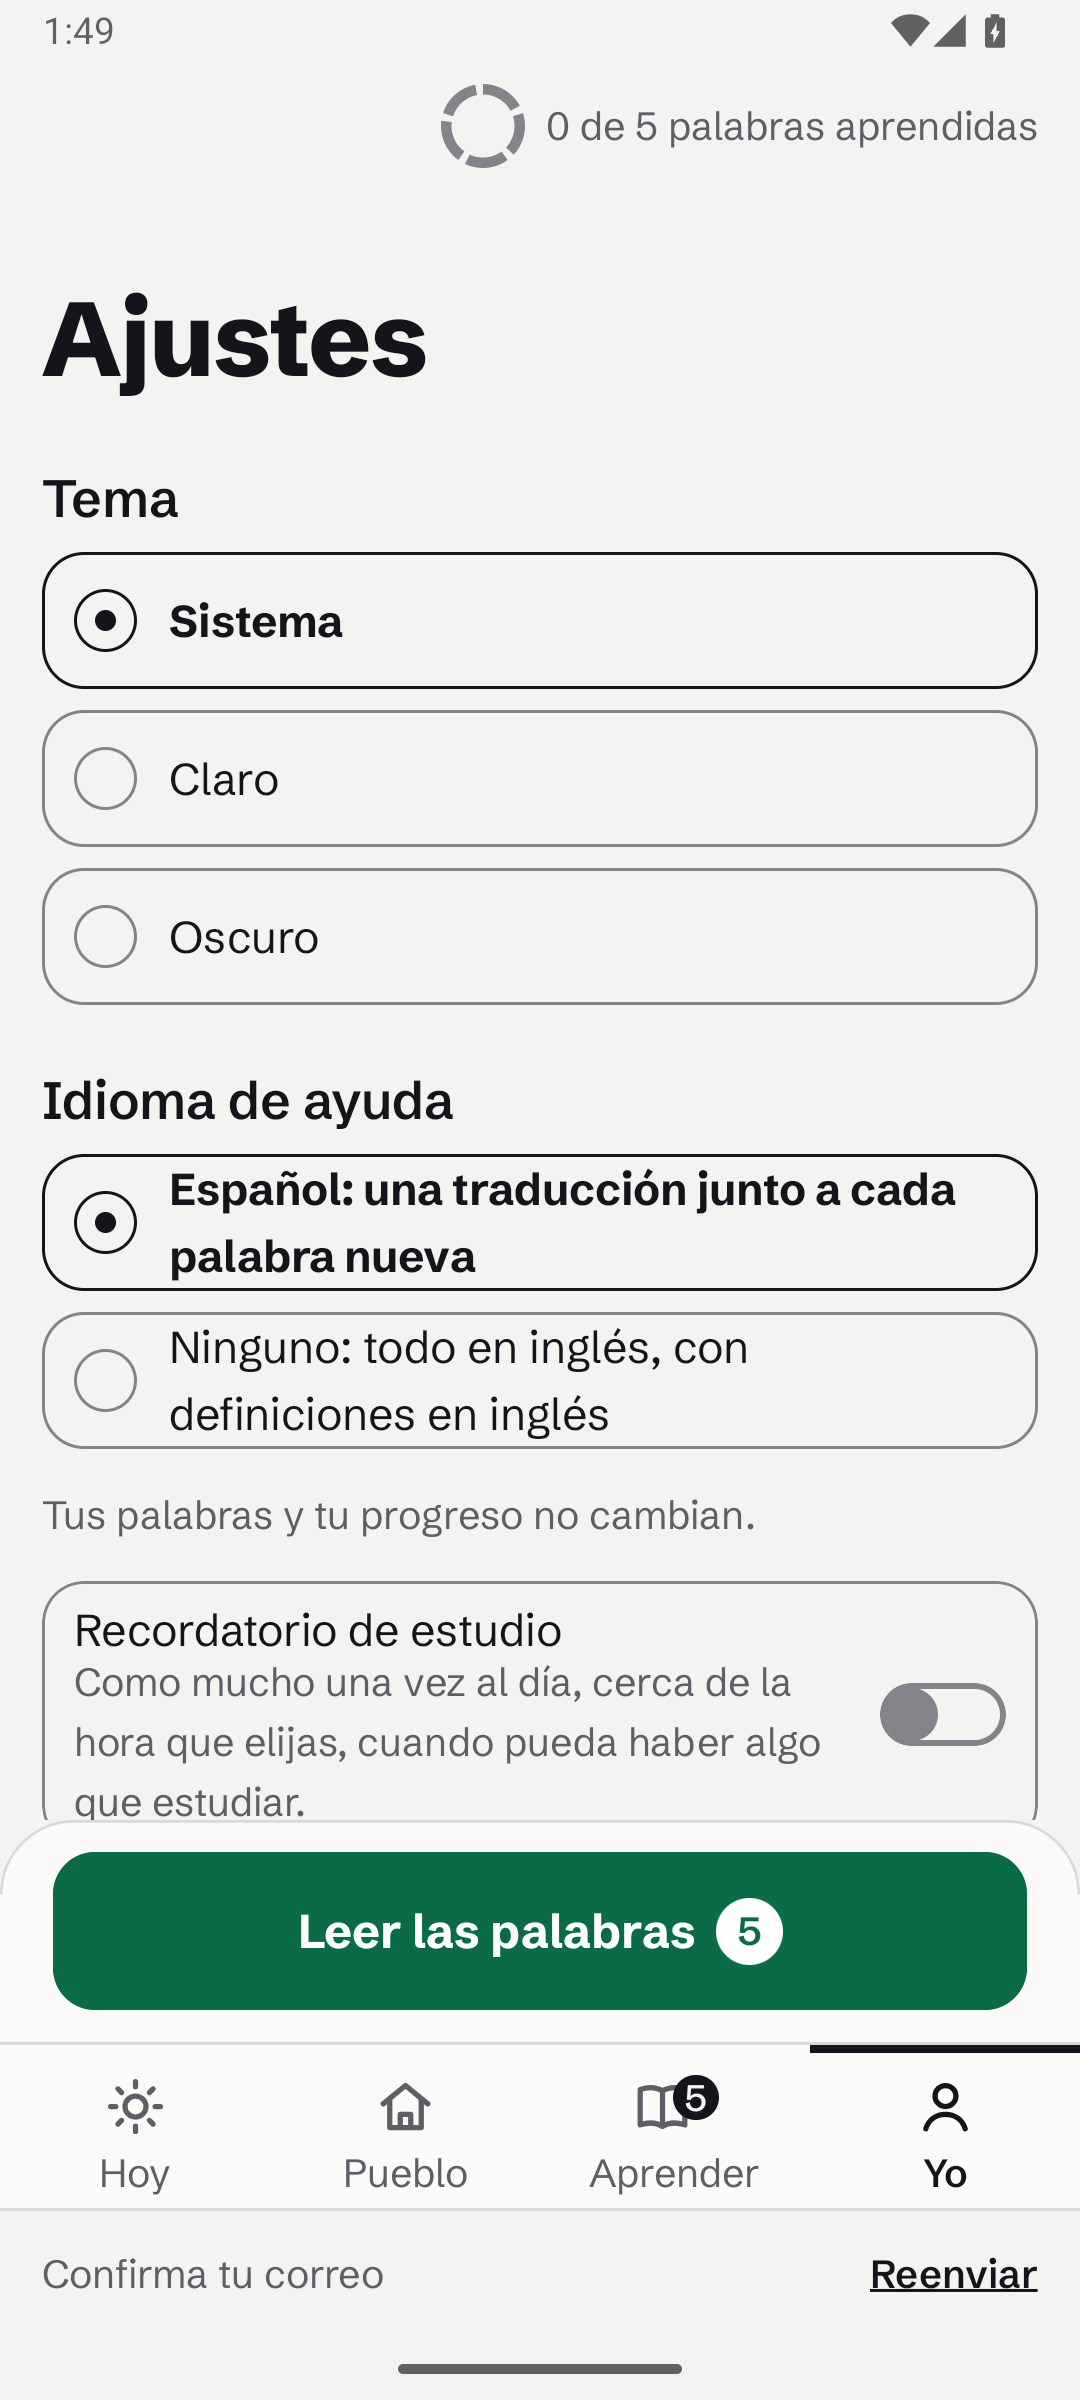 1:49
0 de 5 palabras aprendidas
Ajustes
Tema
Sistema
Claro
Oscuro
Idioma de ayuda
Español: una traducción junto a cada
palabra nueva
Ninguno: todo en inglés, con
definiciones en inglés
Tus palabras y tu progreso no cambian.
Recordatorio de estudio
Como mucho una vez al día, cerca de la
hora que elijas, cuando pueda haber algo
que estudiar.
Leer las palabras 5
Hoy
Pueblo
5
Aprender
Yo
Confirma tu correo
Reenviar